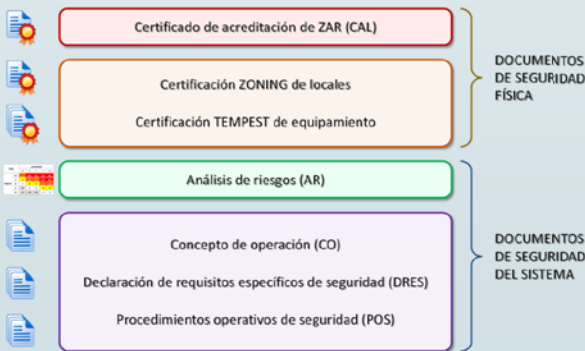 Certificado de acreditación de ZAR (CAL)
Certificación ZONING de locales
Certificación TEMPEST de equipamiento
DOCUMENTOS
DE SEGURIDAD
FÍSICA
Análisis de riesgos (AR)
Concepto de operación (CO)
Declaración de requisitos específicos de seguridad (DRES)
Procedimientos operativos de seguridad (POS)
DOCUMENTOS
DE SEGURIDAD
DEL SISTEMA